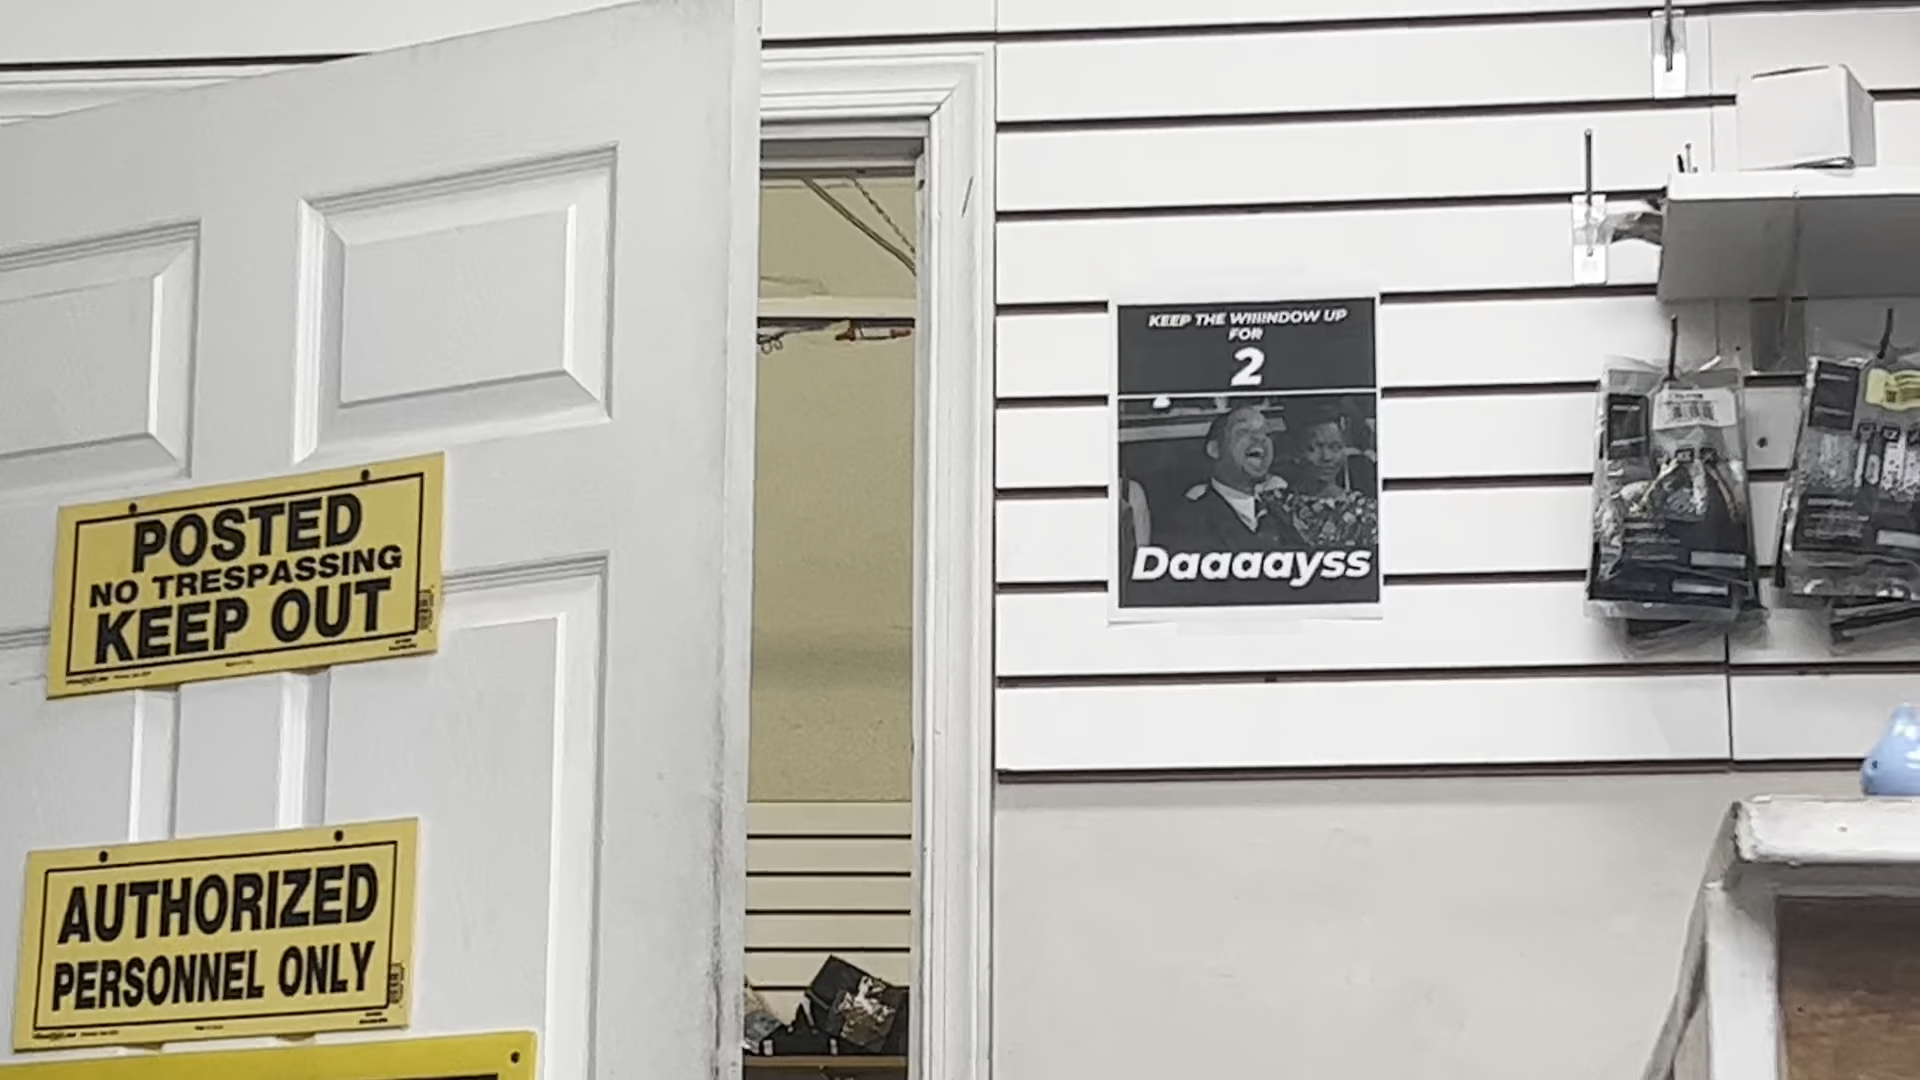 POSTED
NO TRESPASSING
KEEP OUT
AUTHORIZED
PERSONNEL ONLY
KEEP THE WIIIINDOW UP
FOR
2
Daaaayss